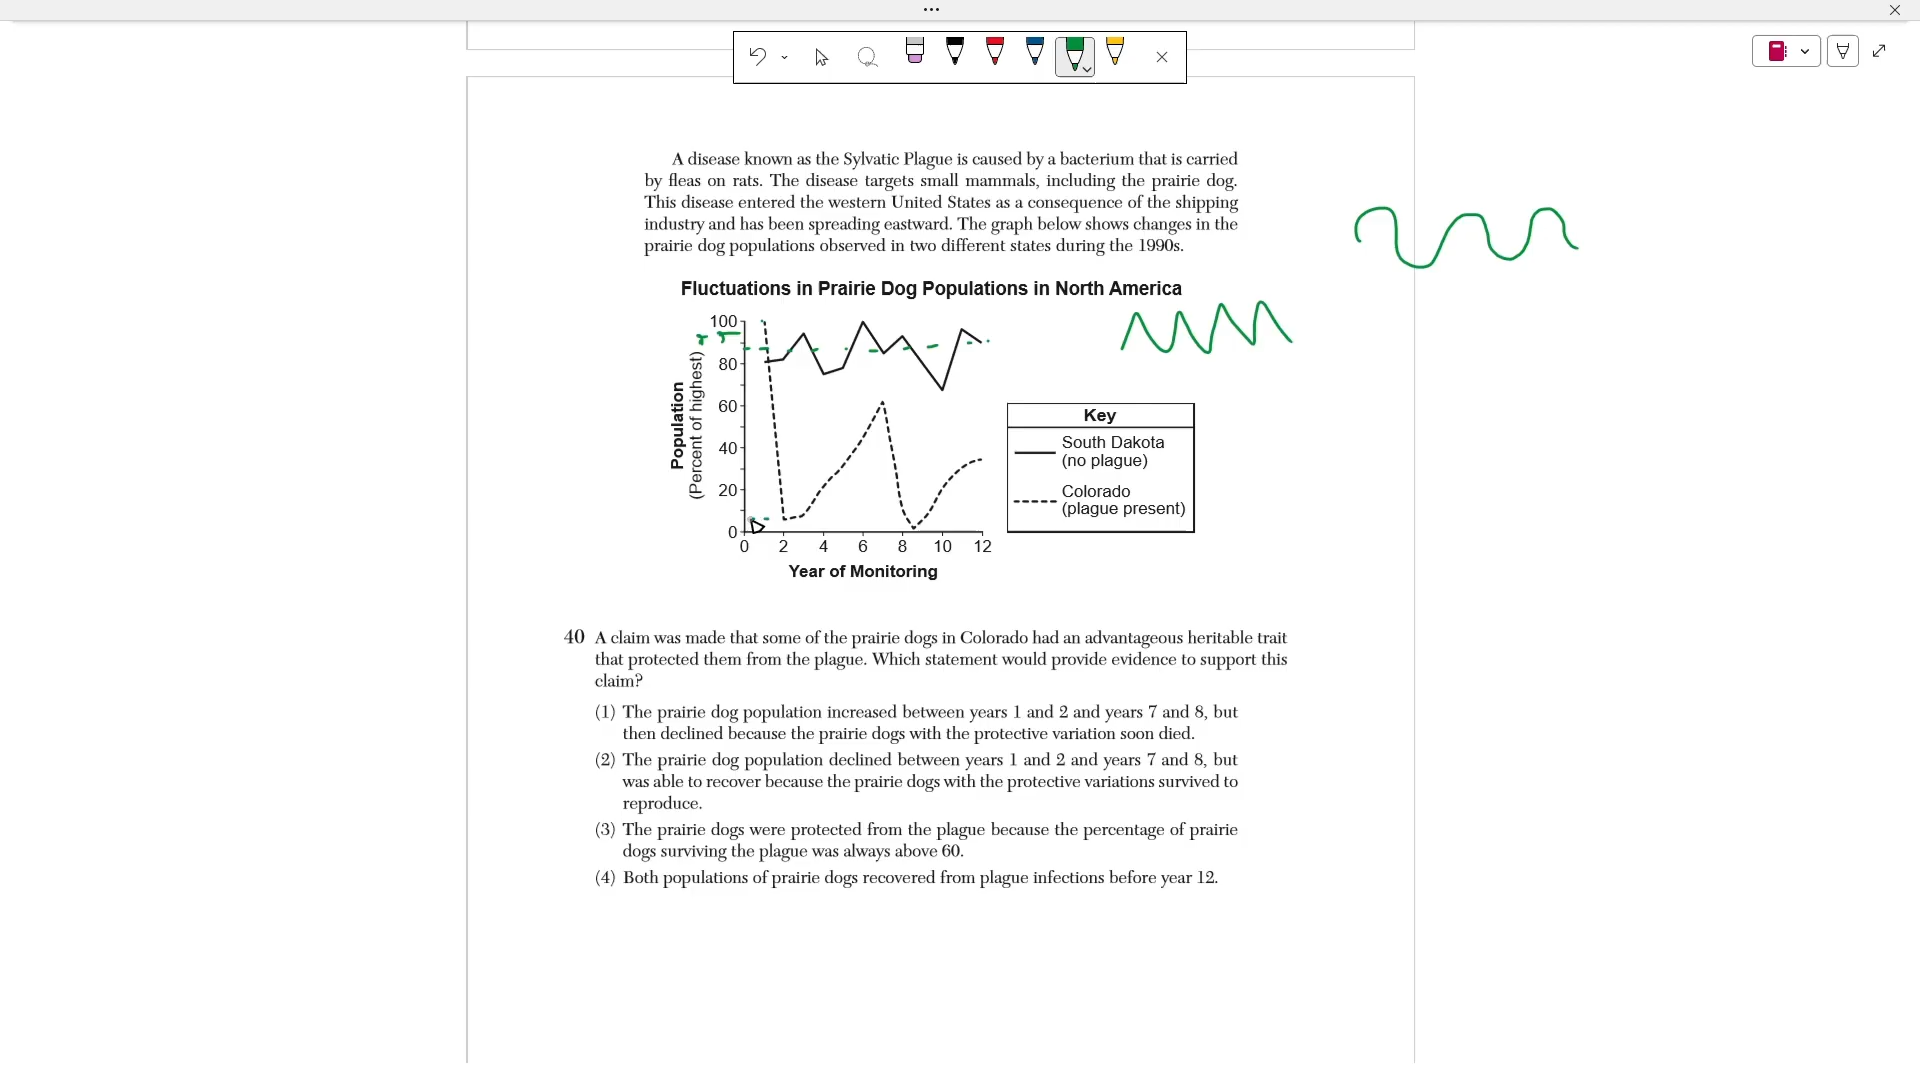 A disease known as the Sylvatic Plague is caused by a bacterium that is carried
by fleas on rats. The disease targets small mammals, including the prairie dog.
This disease entered the western United States as a consequence of the shipping
industry and has been spreading eastward. The graph below shows changes in the
prairie dog populations observed in two different states during the 1990s.
Fluctuations in Prairie Dog Populations in North America
Population
(Percent of highest)
100
80
60
40
20
0
0 2 4 6 8 10 12
Year of Monitoring
Key
South Dakota
(no plague)
Colorado
(plague present)
40 A claim was made that some of the prairie dogs in Colorado had an advantageous heritable trait
that protected them from the plague. Which statement would provide evidence to support this
claim?
(1) The prairie dog population increased between years 1 and 2 and years 7 and 8, but
then declined because the prairie dogs with the protective variation soon died.
(2) The prairie dog population declined between years 1 and 2 and years 7 and 8, but
was able to recover because the prairie dogs with the protective variations survived to
reproduce.
(3) The prairie dogs were protected from the plague because the percentage of prairie
dogs surviving the plague was always above 60.
(4) Both populations of prairie dogs recovered from plague infections before year 12.